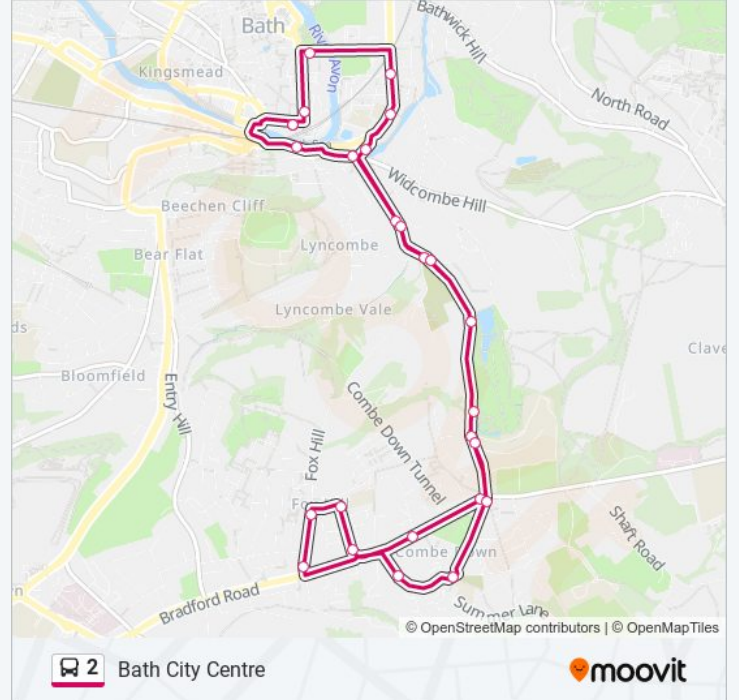 Bathwick Hill
Bath
River Avon
Kingsmead
North Road
Widcombe Hill
Beechen Cliff
Lyncombe
Bear Flat
Lyncombe Vale
ds
Clave
Bloomfield
Entry Hill
Combe Down Tunnel
Fox Hill
Combe Down
Shaft Road
n
Bradford Road
Summer Lane
© OpenStreetMap contributors | © OpenMapTiles
2 Bath City Centre
moovit